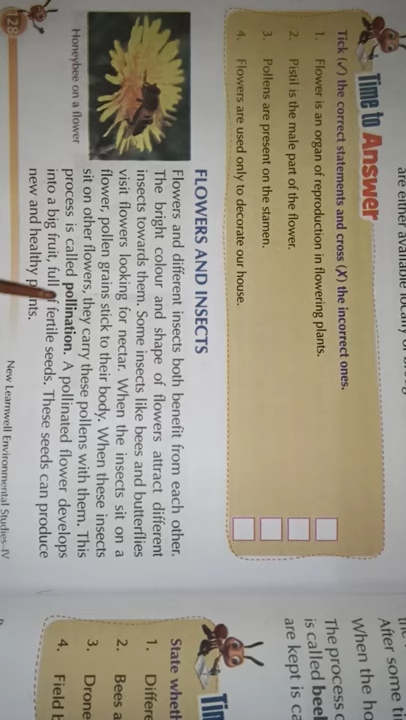 are either available locally or
Time to Answer
Tick (✓) the correct statements and cross (✗) the incorrect ones.
1. Flower is an organ of reproduction in flowering plants.
2. Pistil is the male part of the flower.
3. Pollens are present on the stamen.
4. Flowers are used only to decorate our house.
FLOWERS AND INSECTS
Flowers and different insects both benefit from each other.
The bright colour and shape of flowers attract different
insects towards them. Some insects like bees and butterflies
visit flowers looking for nectar. When the insects sit on a
flower, pollen grains stick to their body. When these insects
sit on other flowers, they carry these pollens with them. This
process is called pollination. A pollinated flower develops
into a big fruit, full fertile seeds. These seeds can produce
new and healthy
Honeybee on a flower
128
New Learnwell Environmental Studies–IV
After some
When the
The process
is called
are kept is
State
1.
2. Bees
3. Drone
4. Field